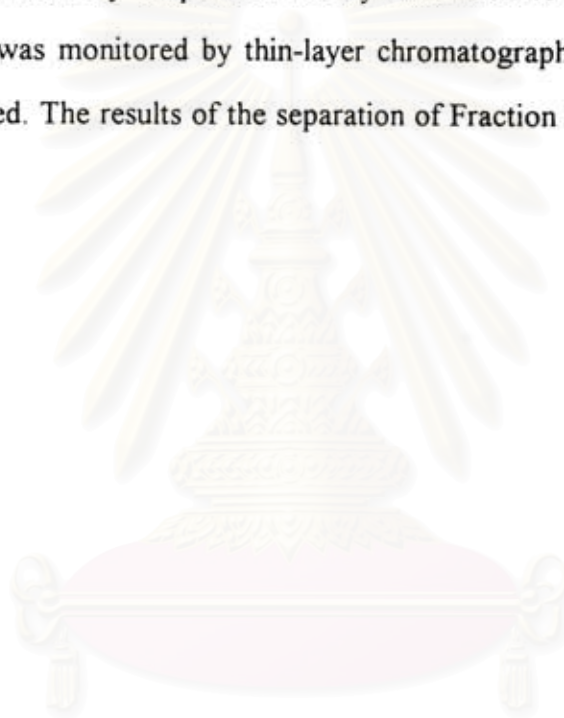 was monitored by thin-layer chromatograph
ed. The results of the separation of Fraction